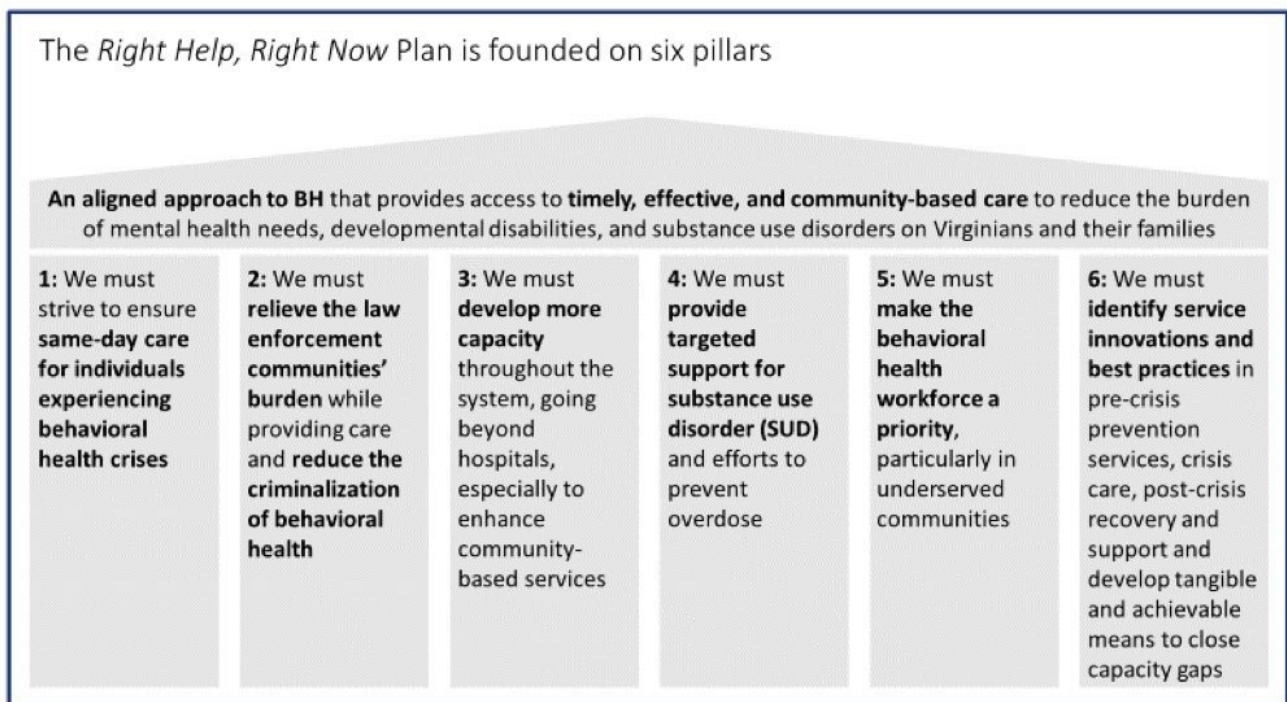 The Right Help, Right Now Plan is founded on six pillars
An aligned approach to BH that provides access to timely, effective, and community-based care to reduce the burden
of mental health needs, developmental disabilities, and substance use disorders on Virginians and their families
1: We must
strive to ensure
same-day care
for individuals
experiencing
behavioral
health crises
2: We must
relieve the law
enforcement
communities’
burden while
providing care
and reduce the
criminalization
of behavioral
health
3: We must
develop more
capacity
throughout the
system, going
beyond
hospitals,
especially to
enhance
community-
based services
4: We must
provide
targeted
support for
substance use
disorder (SUD)
and efforts to
prevent
overdose
5: We must
make the
behavioral
health
workforce a
priority,
particularly in
underserved
communities
6: We must
identify service
innovations and
best practices in
pre-crisis
prevention
services, crisis
care, post-crisis
recovery and
support and
develop tangible
and achievable
means to close
capacity gaps